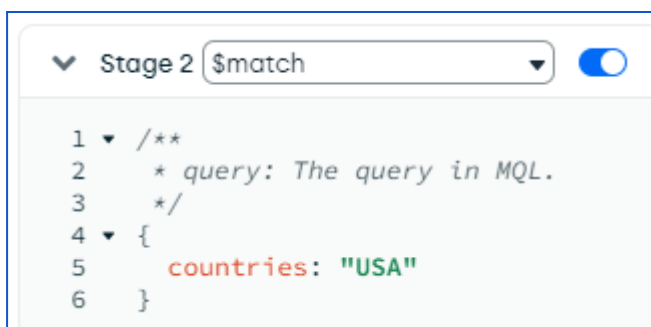 Stage 2 $match
1 /**
2 * query: The query in MQL.
3 */
4 {
5 countries: "USA"
6 }